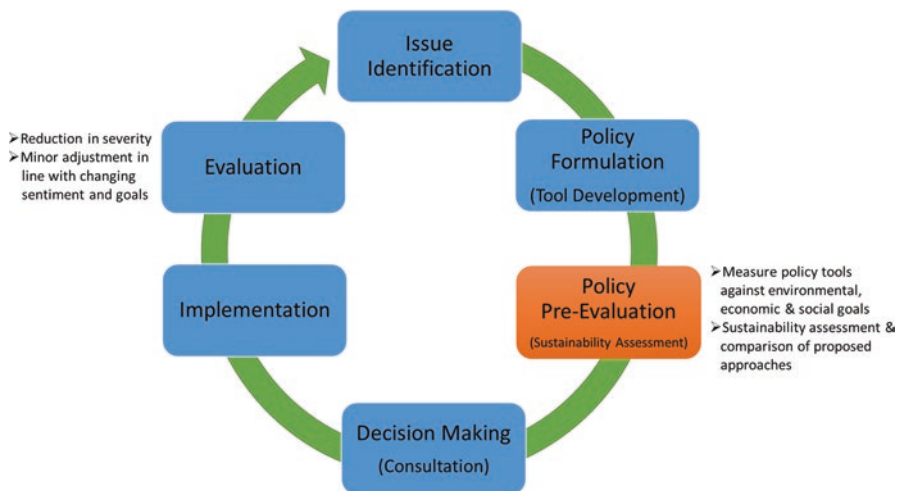 Issue
Identification
Policy
Formulation
(Tool Development)
Policy
Pre-Evaluation
(Sustainability Assessment)
➢Measure policy tools
against environmental,
economic & social goals
➢Sustainability assessment &
comparison of proposed
approaches
Decision Making
(Consultation)
Implementation
Evaluation
➢Reduction in severity
➢Minor adjustment in
line with changing
sentiment and goals